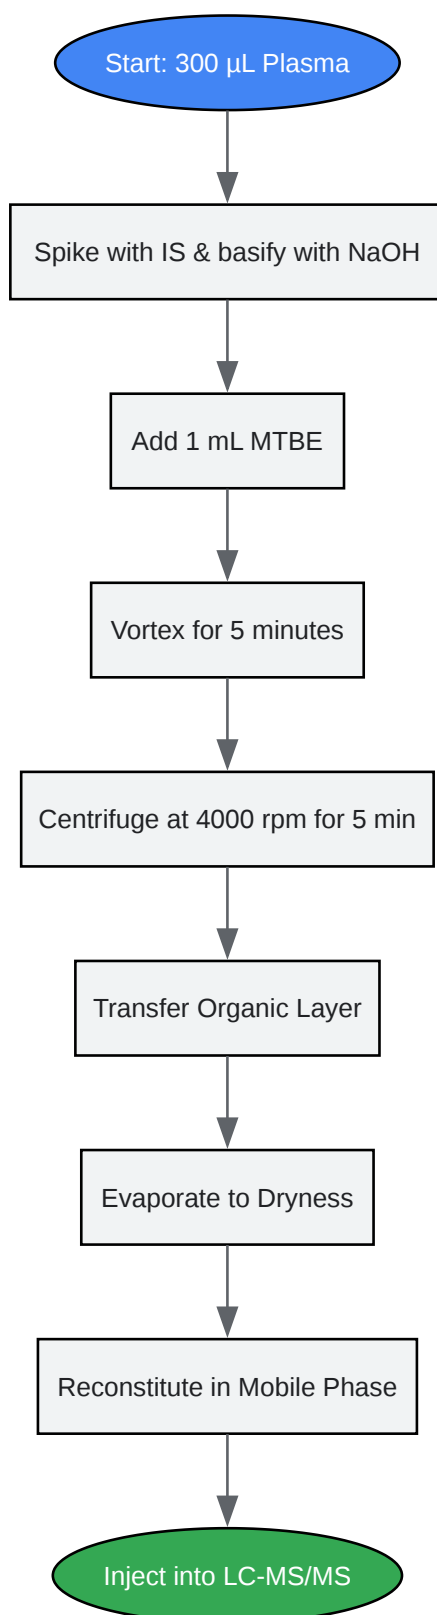 Start: 300 µL Plasma
Spike with IS & basify with NaOH
Add 1 mL MTBE
Vortex for 5 minutes
Centrifuge at 4000 rpm for 5 min
Transfer Organic Layer
Evaporate to Dryness
Reconstitute in Mobile Phase
Inject into LC-MS/MS